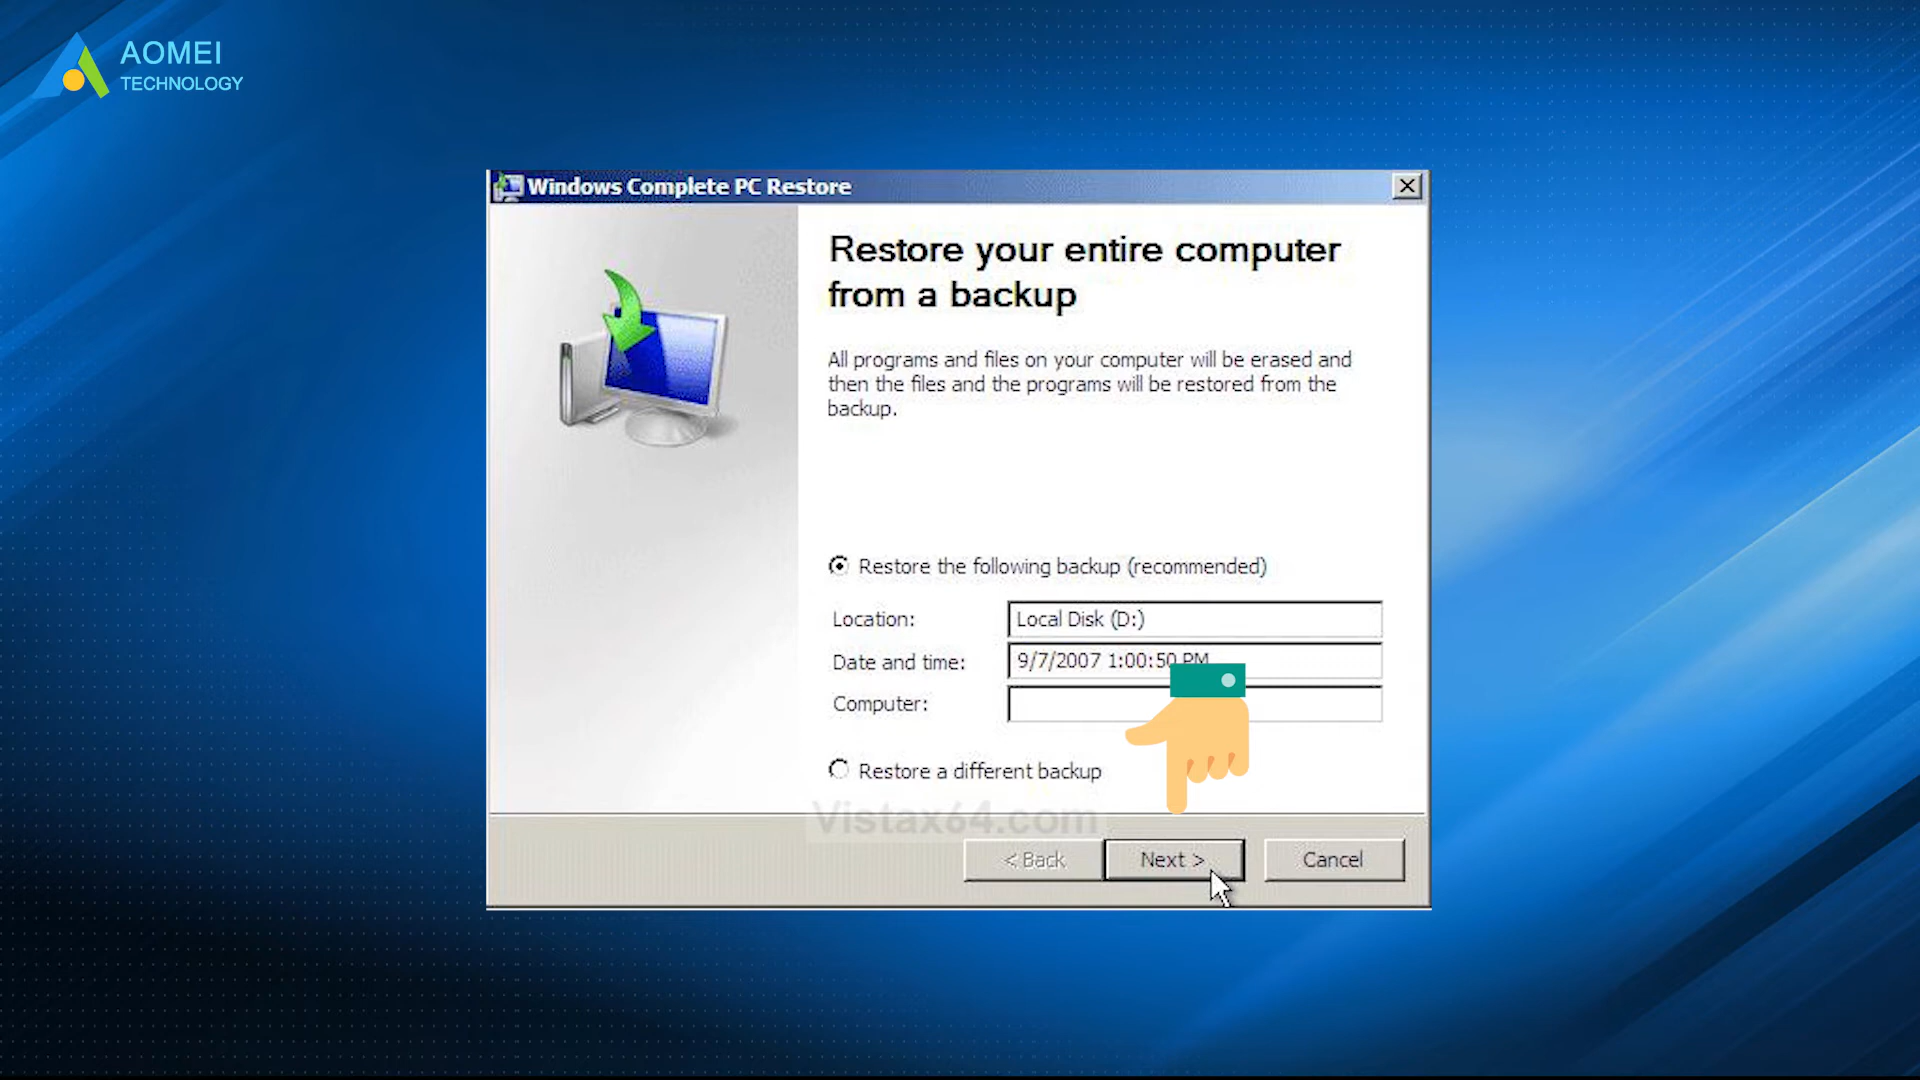 AOMEI
TECHNOLOGY
Windows Complete PC Restore
Restore your entire computer
from a backup
All programs and files on your computer will be erased and
then the files and the programs will be restored from the
backup.
Restore the following backup (recommended)
Location: Local Disk (D:)
Date and time: 9/7/2007 1:00:50 PM
Computer:
Restore a different backup
Vistax64.com
< Back Next > Cancel